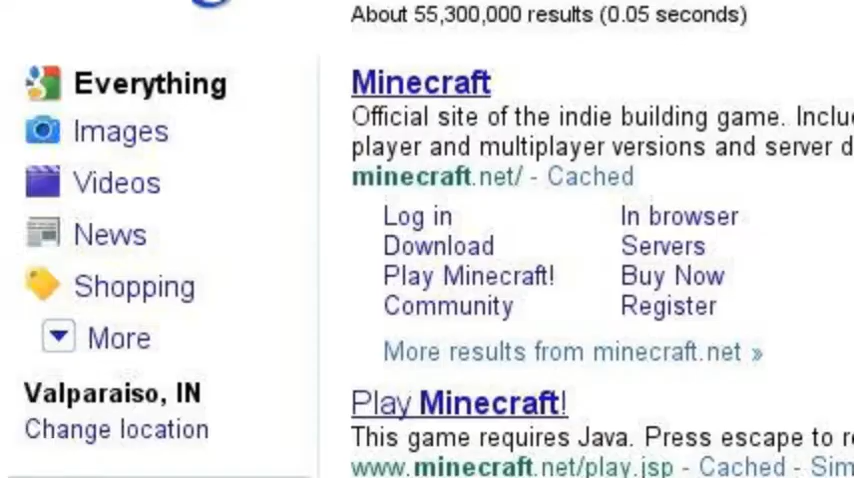 About 55,300,000 results (0.05 seconds)
Everything
Images
Videos
News
Shopping
More
Valparaiso, IN
Change location
Minecraft
Official site of the indie building game.
player and multiplayer versions and server
minecraft.net/ - Cached
Log in In browser
Download Servers
Play Minecraft! Buy Now
Community Register
More results from minecraft.net »
Play Minecraft!
This game requires Java. Press escape to
www.minecraft.net/play.jsp - Cached -